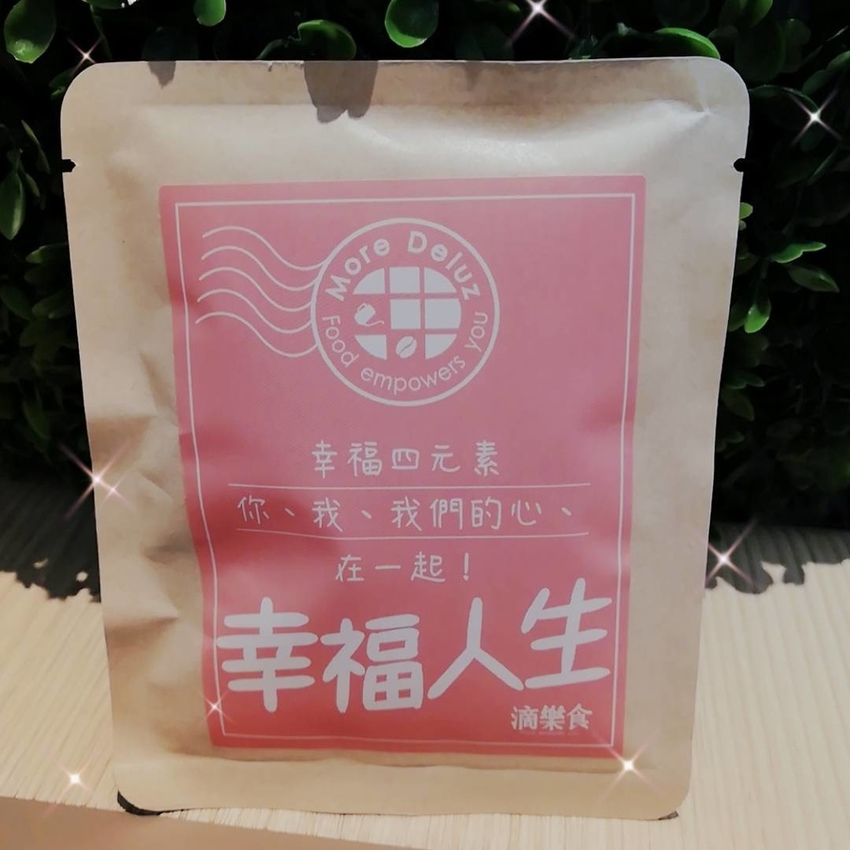 More Deluz
Food empowers you
幸福四元素
你、我、我們的心、
在一起！
幸福人生
滴樂食